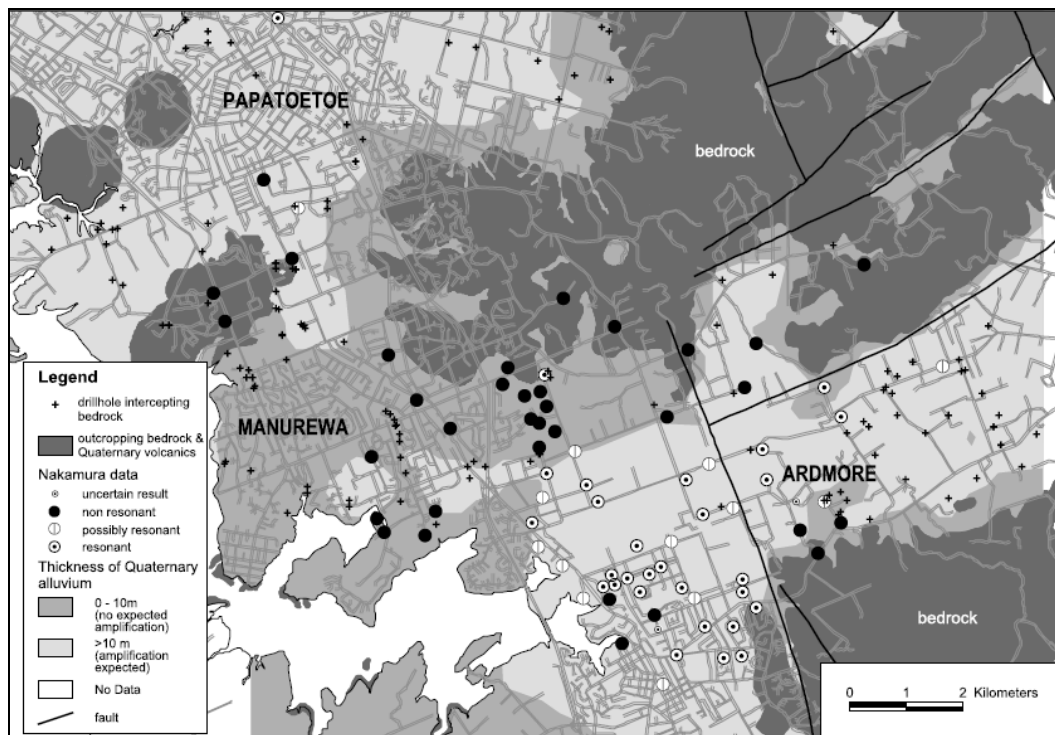 PAPATOETOE
bedrock
MANUREWA
ARDMORE
bedrock
Legend
drillhole intercepting
bedrock
outcropping bedrock &
Quaternary volcanics
Nakamura data
uncertain result
non resonant
possibly resonant
resonant
Thickness of Quaternary
alluvium
0 - 10m
(no expected
amplification)
>10 m
(amplification
expected)
No Data
fault
0 1 2 Kilometers